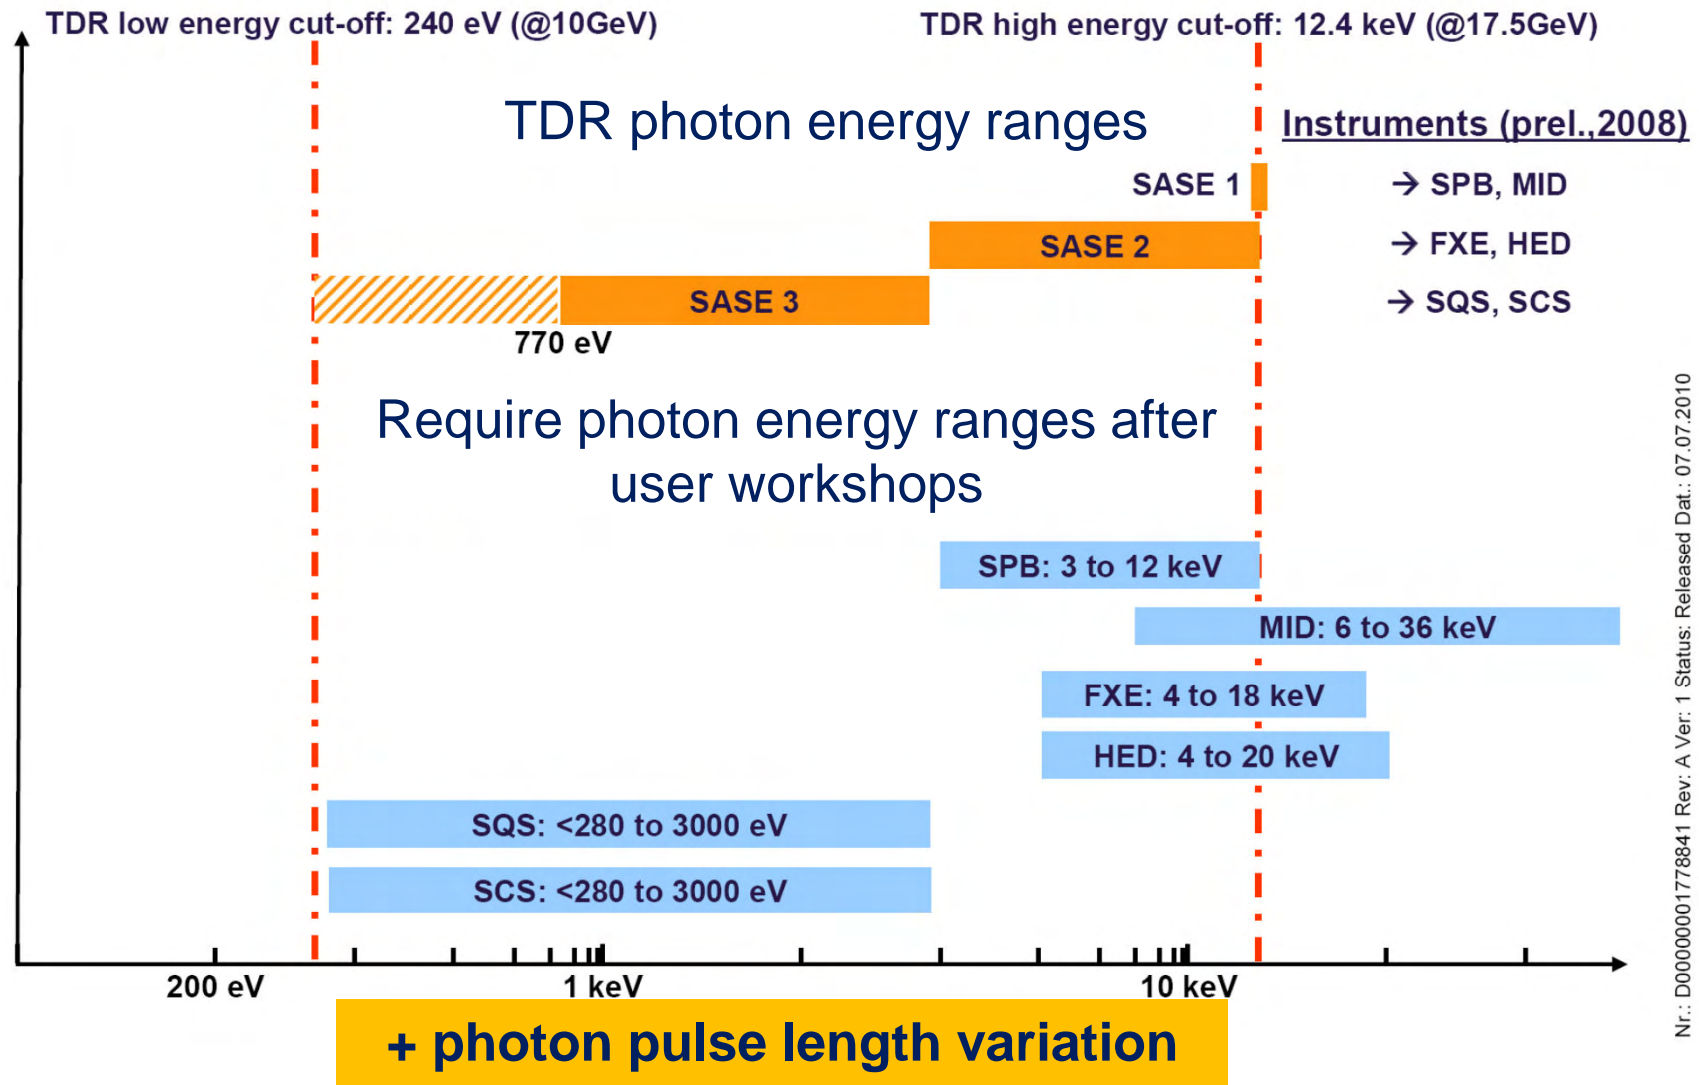 TDR low energy cut-off: 240 eV (@10GeV)
TDR high energy cut-off: 12.4 keV (@17.5GeV)
TDR photon energy ranges
Instruments (prel.,2008)
SASE 1
→ SPB, MID
SASE 2
→ FXE, HED
SASE 3
→ SQS, SCS
770 eV
Require photon energy ranges after
user workshops
SPB: 3 to 12 keV
MID: 6 to 36 keV
FXE: 4 to 18 keV
HED: 4 to 20 keV
SQS: <280 to 3000 eV
SCS: <280 to 3000 eV
200 eV
1 keV
10 keV
+ photon pulse length variation
Nr.: D00000001778841 Rev: A Ver: 1 Status: Released Dat.: 07.07.2010